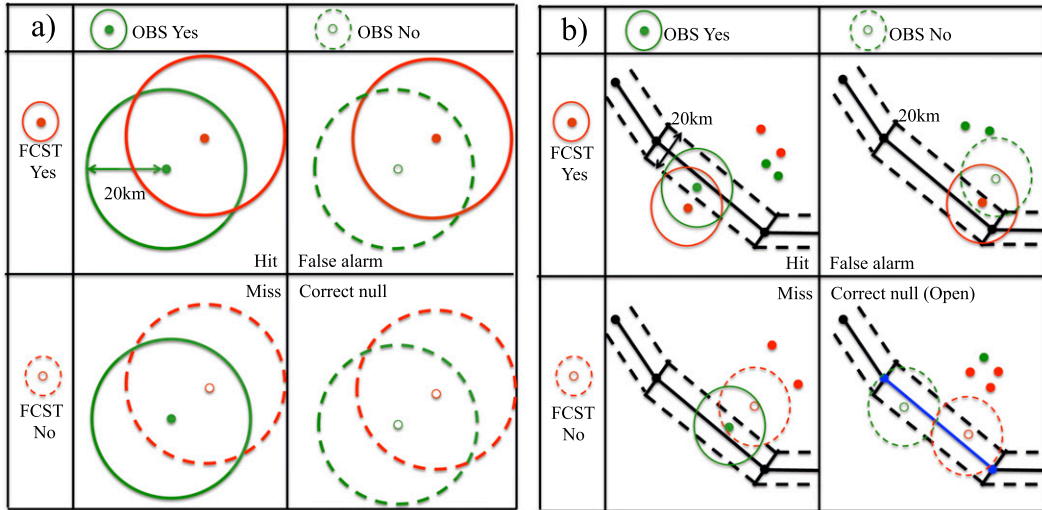 a)
OBS Yes
OBS No
FCST
Yes
20km
Hit
False alarm
FCST
No
Miss
Correct null
b)
OBS Yes
OBS No
FCST
Yes
20km
20km
Hit
False alarm
FCST
No
Miss
Correct null (Open)